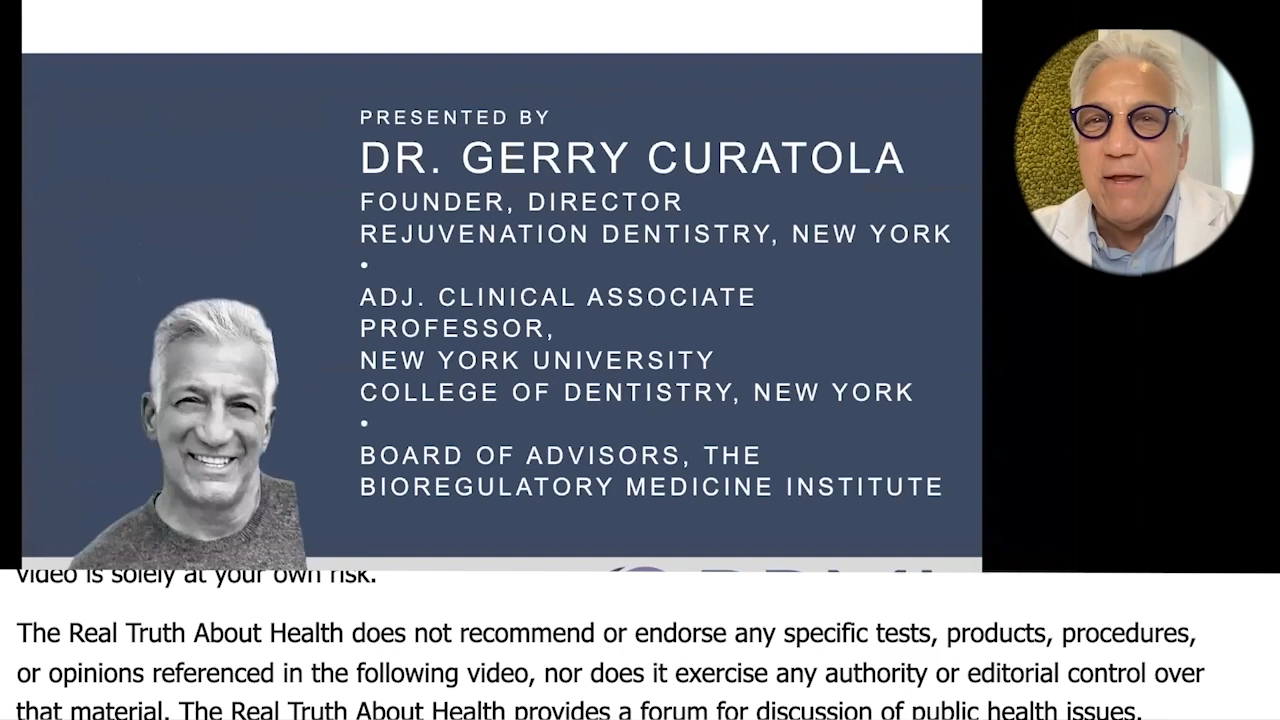 PRESENTED BY
DR. GERRY CURATOLA
FOUNDER, DIRECTOR
REJUVENATION DENTISTRY, NEW YORK
•
ADJ. CLINICAL ASSOCIATE
PROFESSOR,
NEW YORK UNIVERSITY
COLLEGE OF DENTISTRY, NEW YORK
•
BOARD OF ADVISORS, THE
BIOREGULATORY MEDICINE INSTITUTE
video is solely at your own risk.
The Real Truth About Health does not recommend or endorse any specific tests, products, procedures,
or opinions referenced in the following video, nor does it exercise any authority or editorial control over
that material. The Real Truth About Health provides a forum for discussion of public health issues.